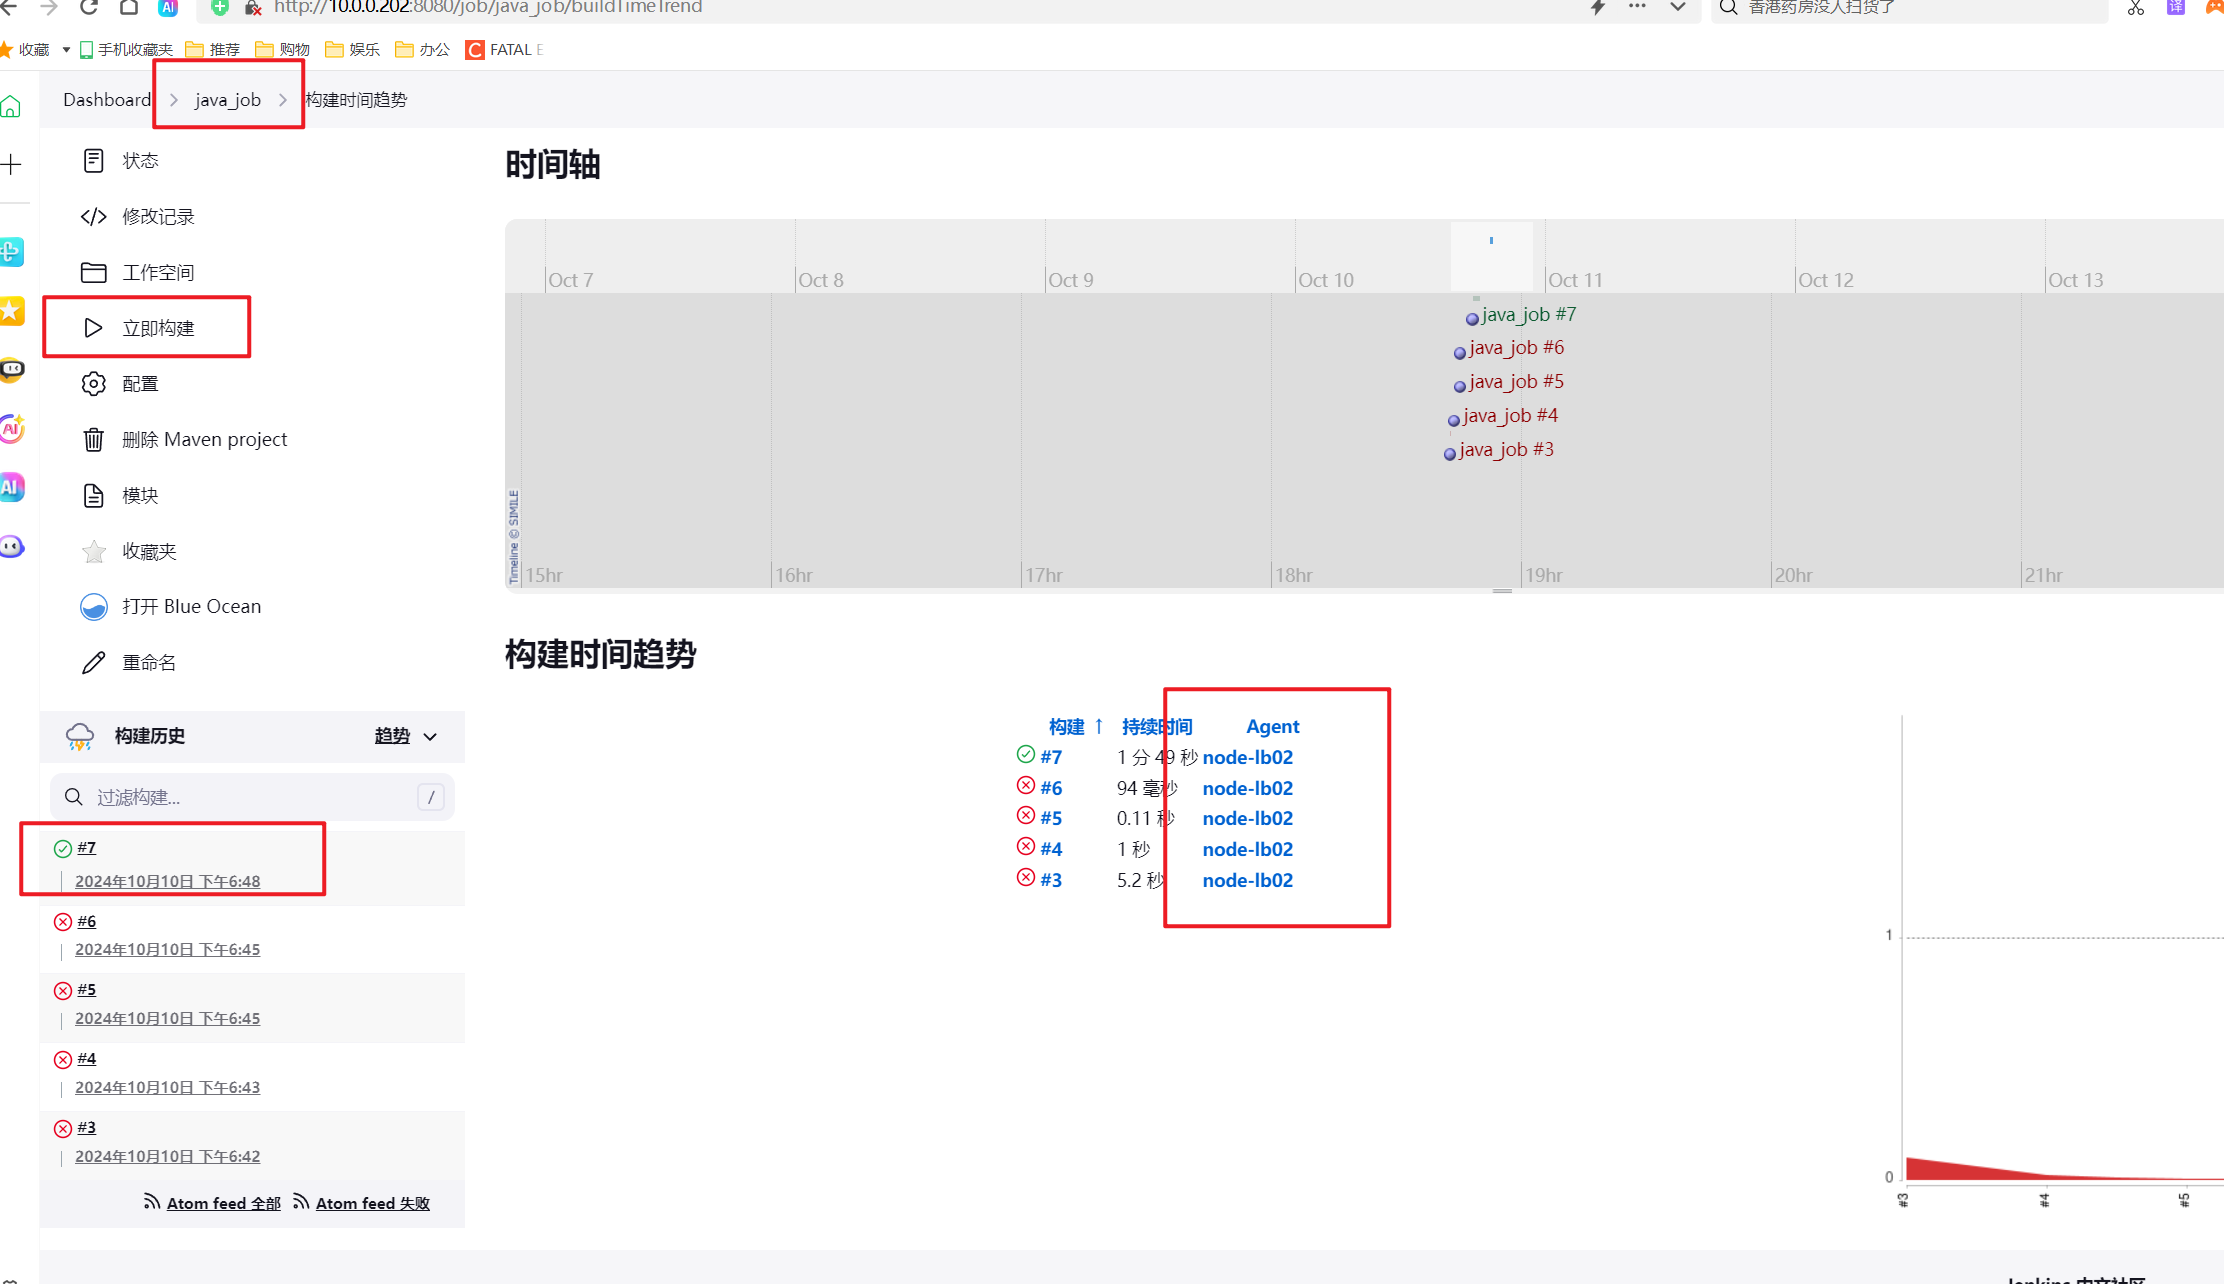 http://10.0.0.202:8080/job/java_job/buildTimeTrend
香港药房没人扫货了
译
AI
收藏
手机收藏夹
推荐
购物
娱乐
办公
C FATAL E
Dashboard
java_job
构建时间趋势
状态
修改记录
工作空间
立即构建
配置
删除 Maven project
模块
收藏夹
打开 Blue Ocean
重命名
AI
AI
时间轴
Oct 7
Oct 8
Oct 9
Oct 10
Oct 11
Oct 12
Oct 13
java_job #7
java_job #6
java_job #5
java_job #4
java_job #3
Timeline © SIMILE
15hr
16hr
17hr
18hr
19hr
20hr
21hr
构建时间趋势
构建 ↑ 持续时间 Agent
#7 1 分 49 秒 node-lb02
#6 94 毫秒 node-lb02
#5 0.11 秒 node-lb02
#4 1 秒 node-lb02
#3 5.2 秒 node-lb02
构建历史
趋势
过滤构建...
/
#7
2024年10月10日 下午6:48
#6
2024年10月10日 下午6:45
#5
2024年10月10日 下午6:45
#4
2024年10月10日 下午6:43
#3
2024年10月10日 下午6:42
Atom feed 全部
Atom feed 失败
1
0
#3
#4
#5
Jenkins 中文社区